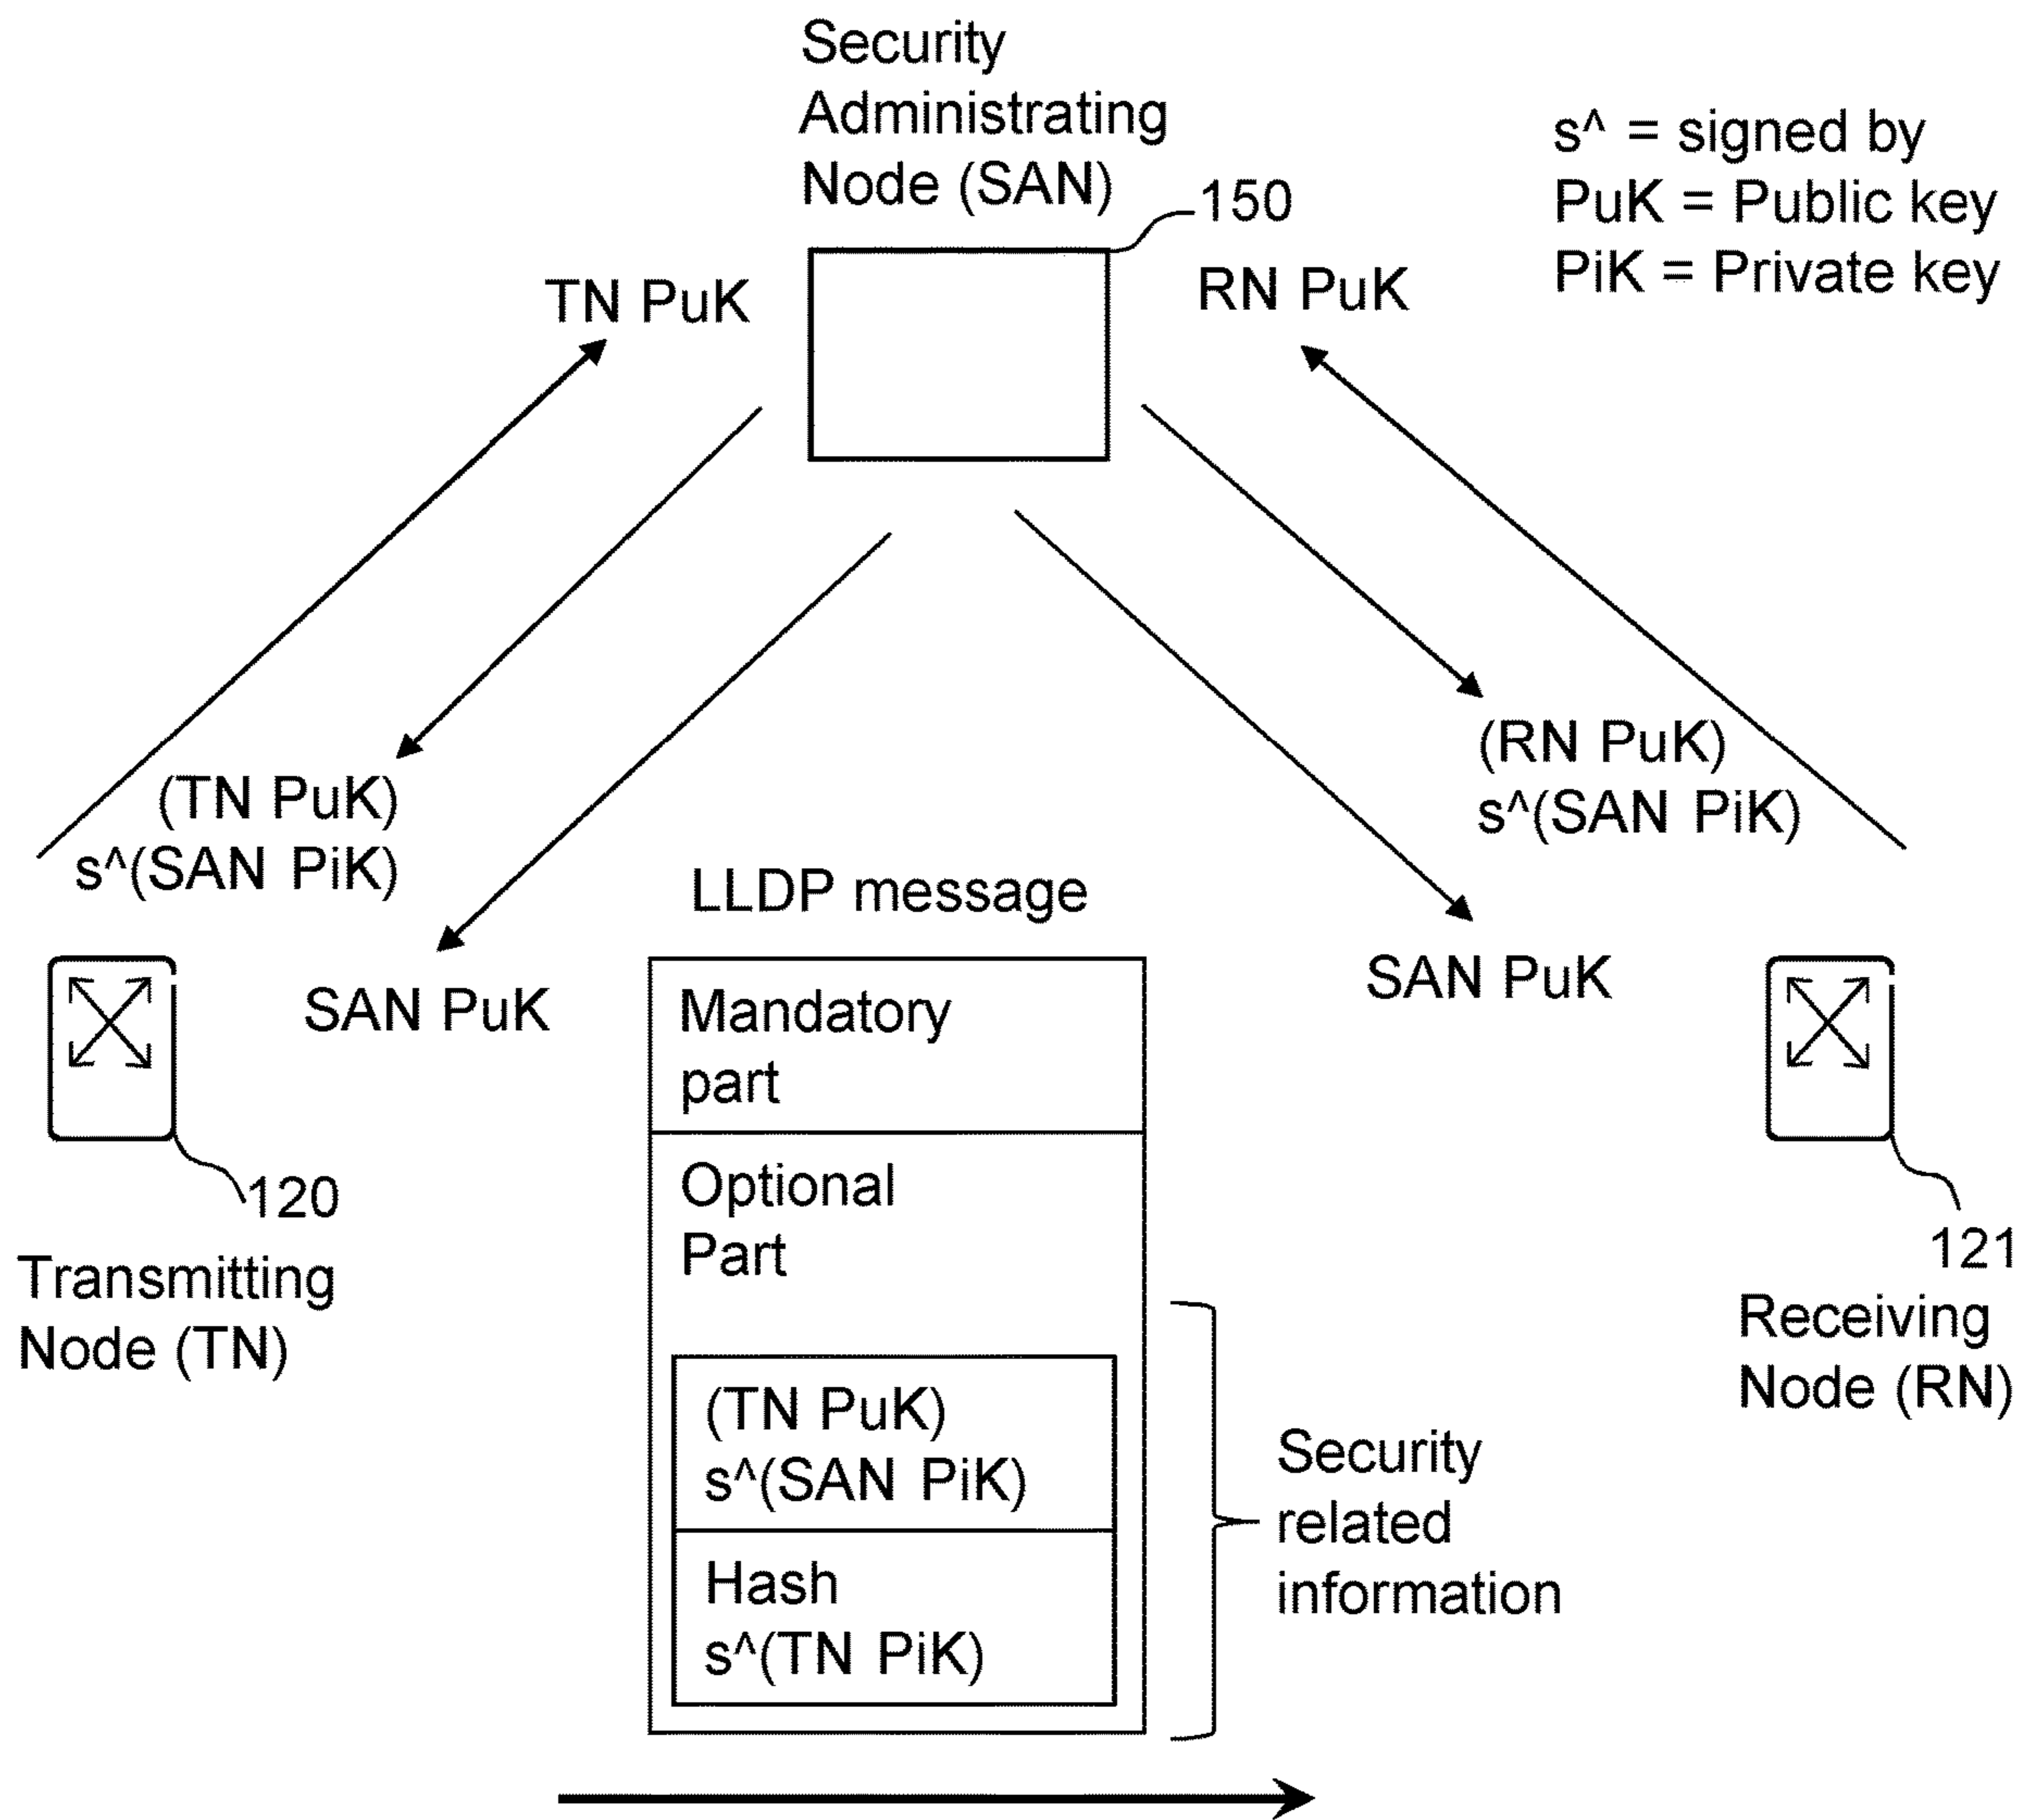 Security
Administrating
Node (SAN)
150
s^ = signed by
PuK = Public key
PiK = Private key
TN PuK
RN PuK
(TN PuK)
s^(SAN PiK)
(RN PuK)
s^(SAN PiK)
SAN PuK
SAN PuK
LLDP message
Mandatory
part
Optional
Part
(TN PuK)
s^(SAN PiK)
Hash
s^(TN PiK)
Security
related
information
120
Transmitting
Node (TN)
121
Receiving
Node (RN)